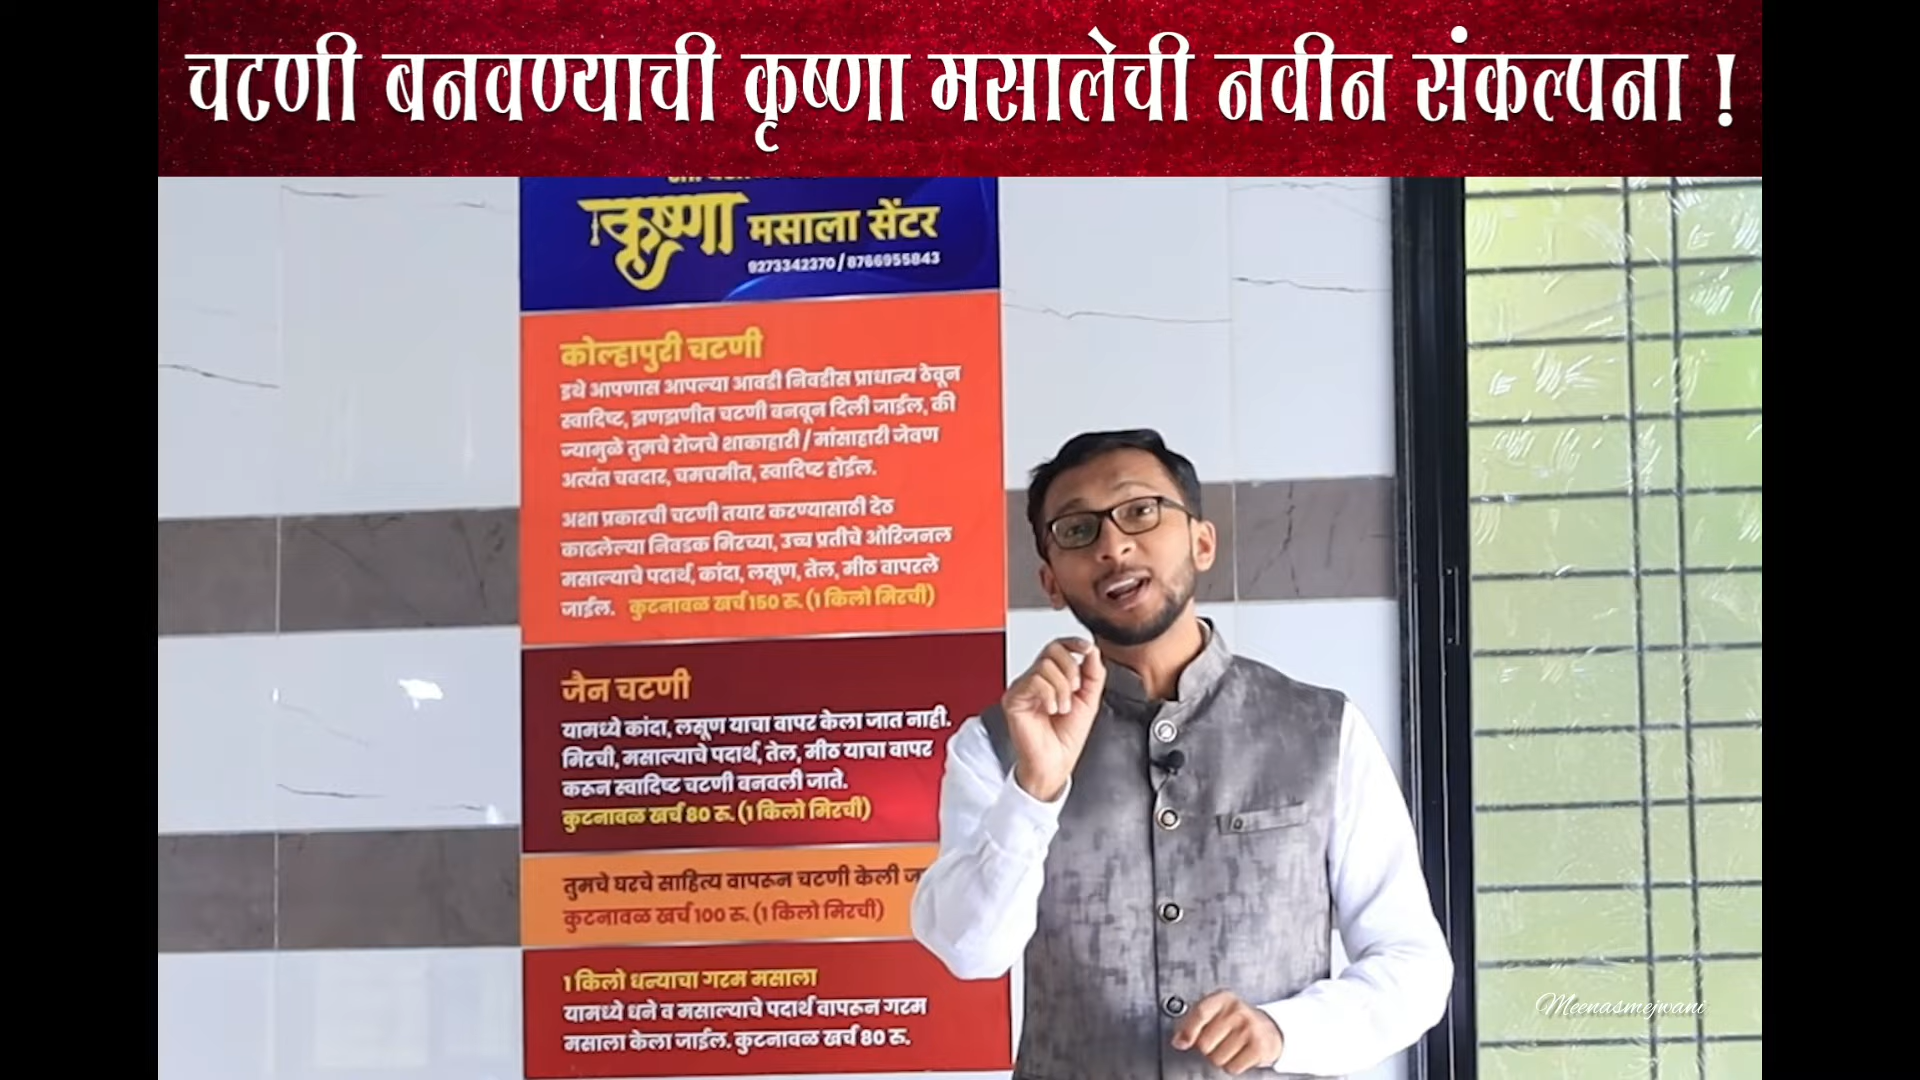 चटणी बनवण्याची कृष्णा मसालेची नवीन संकल्पना !
कृष्णा मसाला सेंटर
9273342370 / 8766955843
कोल्हापुरी चटणी
इथे आपणास आपल्या आवडी निवडीस प्राधान्य ठेवून
स्वादिष्ट, झणझणीत चटणी बनवून दिली जाईल, की
ज्यामुळे तुमचे रोजचे शाकाहारी / मांसाहारी जेवण
अत्यंत चवदार, चमचमीत, स्वादिष्ट होईल.
अशा प्रकारची चटणी तयार करण्यासाठी देठ
काढलेल्या निवडक मिरच्या, उच्च प्रतीचे ओरिजनल
मसाल्याचे पदार्थ, कांदा, लसूण, तेल, मीठ वापरले
जाईल. कुटनावळ खर्च 150 रु. (1 किलो मिरची)
जैन चटणी
यामध्ये कांदा, लसूण याचा वापर केला जात नाही.
मिरची, मसाल्याचे पदार्थ, तेल, मीठ याचा वापर
करून स्वादिष्ट चटणी बनवली जाते.
कुटनावळ खर्च 80 रु. (1 किलो मिरची)
तुमचे घरचे साहित्य वापरून चटणी केली
कुटनावळ खर्च 100 रु. (1 किलो मिरची)
1 किलो धन्याचा गरम मसाला
यामध्ये धने व मसाल्याचे पदार्थ वापरून गरम
मसाला केला जाईल. कुटनावळ खर्च 80 रु.
Meenasmejwani